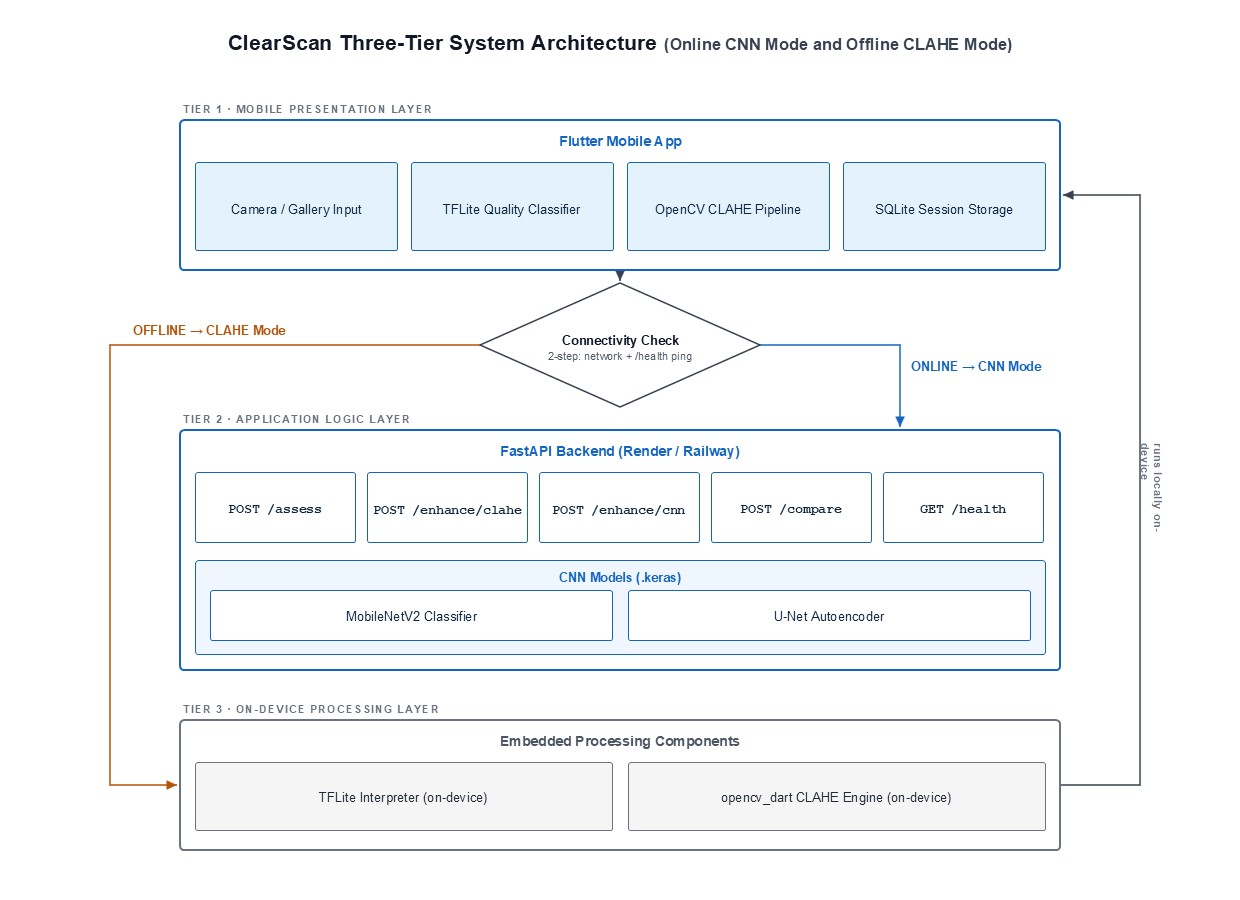 ClearScan Three-Tier System Architecture (Online CNN Mode and Offline CLAHE Mode)
TIER 1 · MOBILE PRESENTATION LAYER
Flutter Mobile App
Camera / Gallery Input
TFLite Quality Classifier
OpenCV CLAHE Pipeline
SQLite Session Storage
Connectivity Check
2-step: network + /health ping
OFFLINE → CLAHE Mode
ONLINE → CNN Mode
TIER 2 · APPLICATION LOGIC LAYER
FastAPI Backend (Render / Railway)
POST /assess
POST /enhance/clahe
POST /enhance/cnn
POST /compare
GET /health
CNN Models (.keras)
MobileNetV2 Classifier
U-Net Autoencoder
runs locally on-
device
TIER 3 · ON-DEVICE PROCESSING LAYER
Embedded Processing Components
TFLite Interpreter (on-device)
opencv_dart CLAHE Engine (on-device)